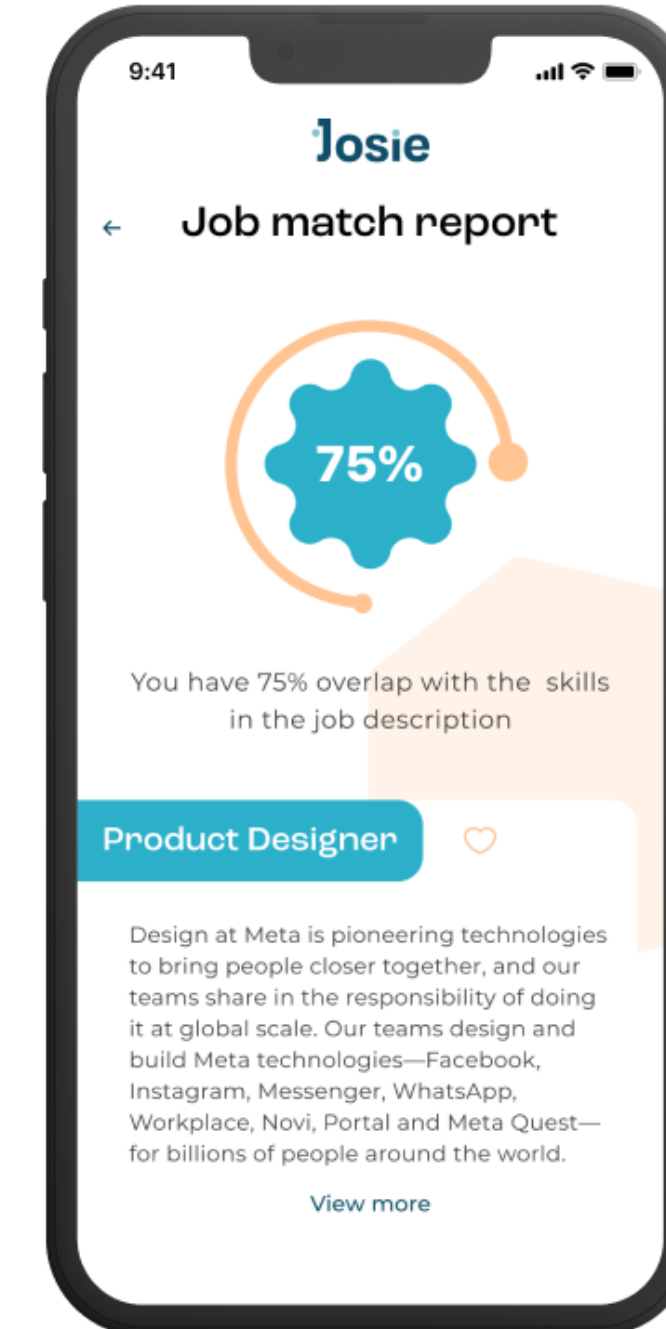 9:41
Josie
Job match report
75%
You have 75% overlap with the  skills
in the job description
Product Designer
Design at Meta is pioneering technologies
to bring people closer together, and our
teams share in the responsibility of doing
it at global scale. Our teams design and
build Meta technologies—Facebook,
Instagram, Messenger, WhatsApp,
Workplace, Novi, Portal and Meta Quest—
for billions of people around the world.
View more